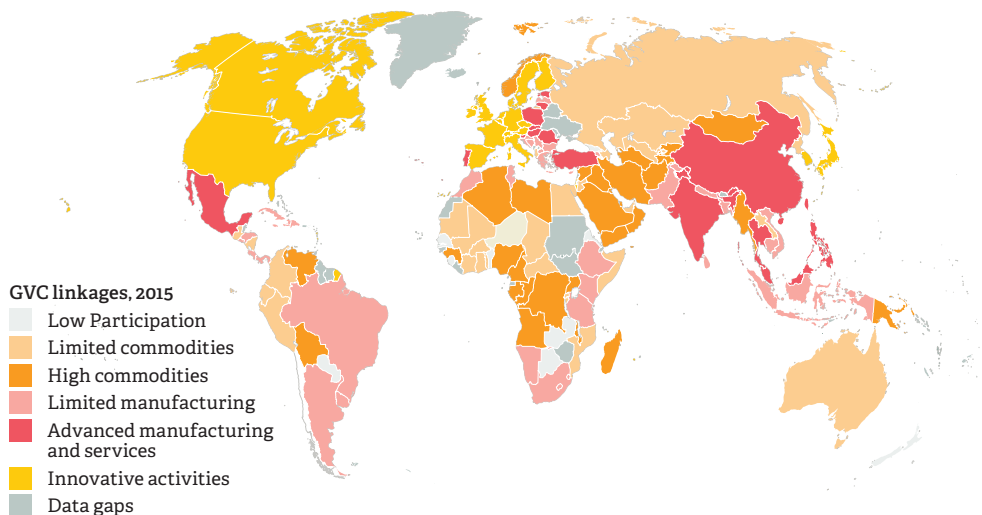 GVC linkages, 2015
Low Participation
Limited commodities
High commodities
Limited manufacturing
Advanced manufacturing
and services
Innovative activities
Data gaps